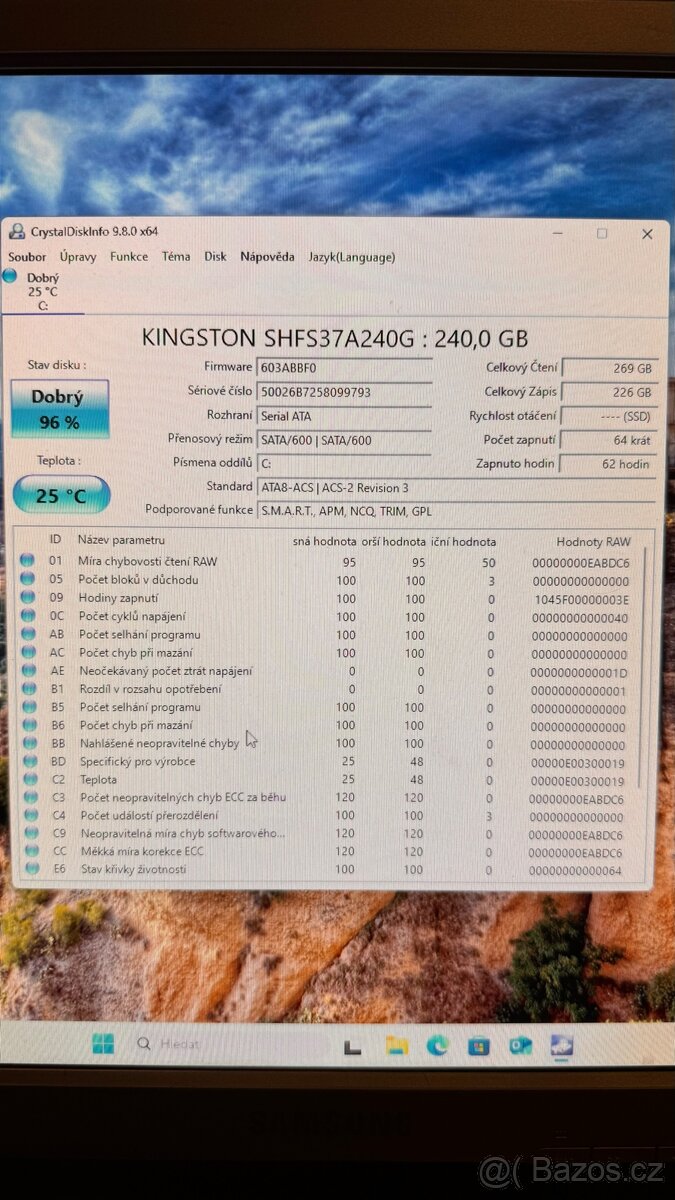 CrystalDiskInfo 9.8.0 x64
Soubor Úpravy Funkce Téma Disk Nápověda Jazyk(Language)
Dobrý
25 °C
C:
KINGSTON SHFS37A240G : 240,0 GB
Stav disku :
Dobrý
96 %
Teplota :
25 °C
Firmware 603ABBF0
Sériové číslo 50026B7258099793
Rozhraní Serial ATA
Přenosový režim SATA/600 | SATA/600
Písmena oddílů C:
Standard ATA8-ACS | ACS-2 Revision 3
Podporované funkce S.M.A.R.T., APM, NCQ, TRIM, GPL
Celkový Čtení 269 GB
Celkový Zápis 226 GB
Rychlost otáčení ---- (SSD)
Počet zapnutí 64 krát
Zapnuto hodin 62 hodin
ID Název parametru sná hodnota orší hodnota iční hodnota Hodnoty RAW
01 Míra chybovosti čtení RAW 95 95 50 00000000EABDC6
05 Počet bloků v důchodu 100 100 3 00000000000000
09 Hodiny zapnutí 100 100 0 1045F00000003E
0C Počet cyklů napájení 100 100 0 00000000000040
AB Počet selhání programu 100 100 0 00000000000000
AC Počet chyb při mazání 100 100 0 00000000000000
AE Neočekávaný počet ztrát napájení 0 0 0 0000000000001D
B1 Rozdíl v rozsahu opotřebení 0 0 0 00000000000001
B5 Počet selhání programu 100 100 0 00000000000000
B6 Počet chyb při mazání 100 100 0 00000000000000
BB Nahlášené neopravitelné chyby 100 100 0 00000000000000
BD Specifický pro výrobce 25 48 0 00000E00300019
C2 Teplota 25 48 0 00000E00300019
C3 Počet neopravitelných chyb ECC za běhu 120 120 0 00000000EABDC6
C4 Počet událostí přerozdělení 100 100 3 00000000000000
C9 Neopravitelná míra chyb softwarového... 120 120 0 00000000EABDC6
CC Měkká míra korekce ECC 120 120 0 00000000EABDC6
E6 Stav křivky životnosti 100 100 0 00000000000064
Hledat
SAMSUNG
@( Bazos.cz